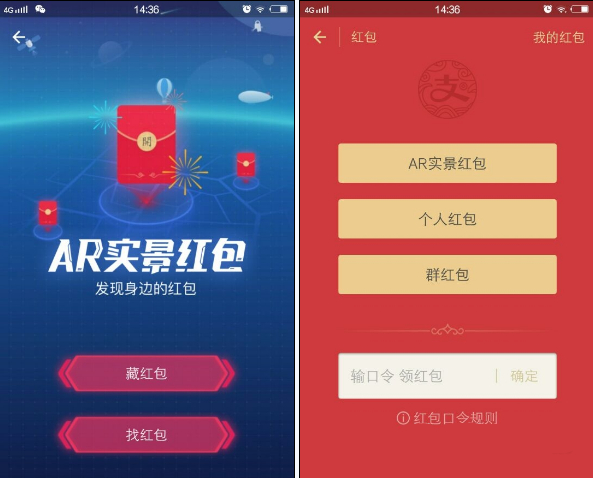 4G 14:36
開
AR实景红包
发现身边的红包
藏红包
找红包
4G 14:36
红包 我的红包
支
AR实景红包
个人红包
群红包
输口令 领红包 确定
红包口令规则